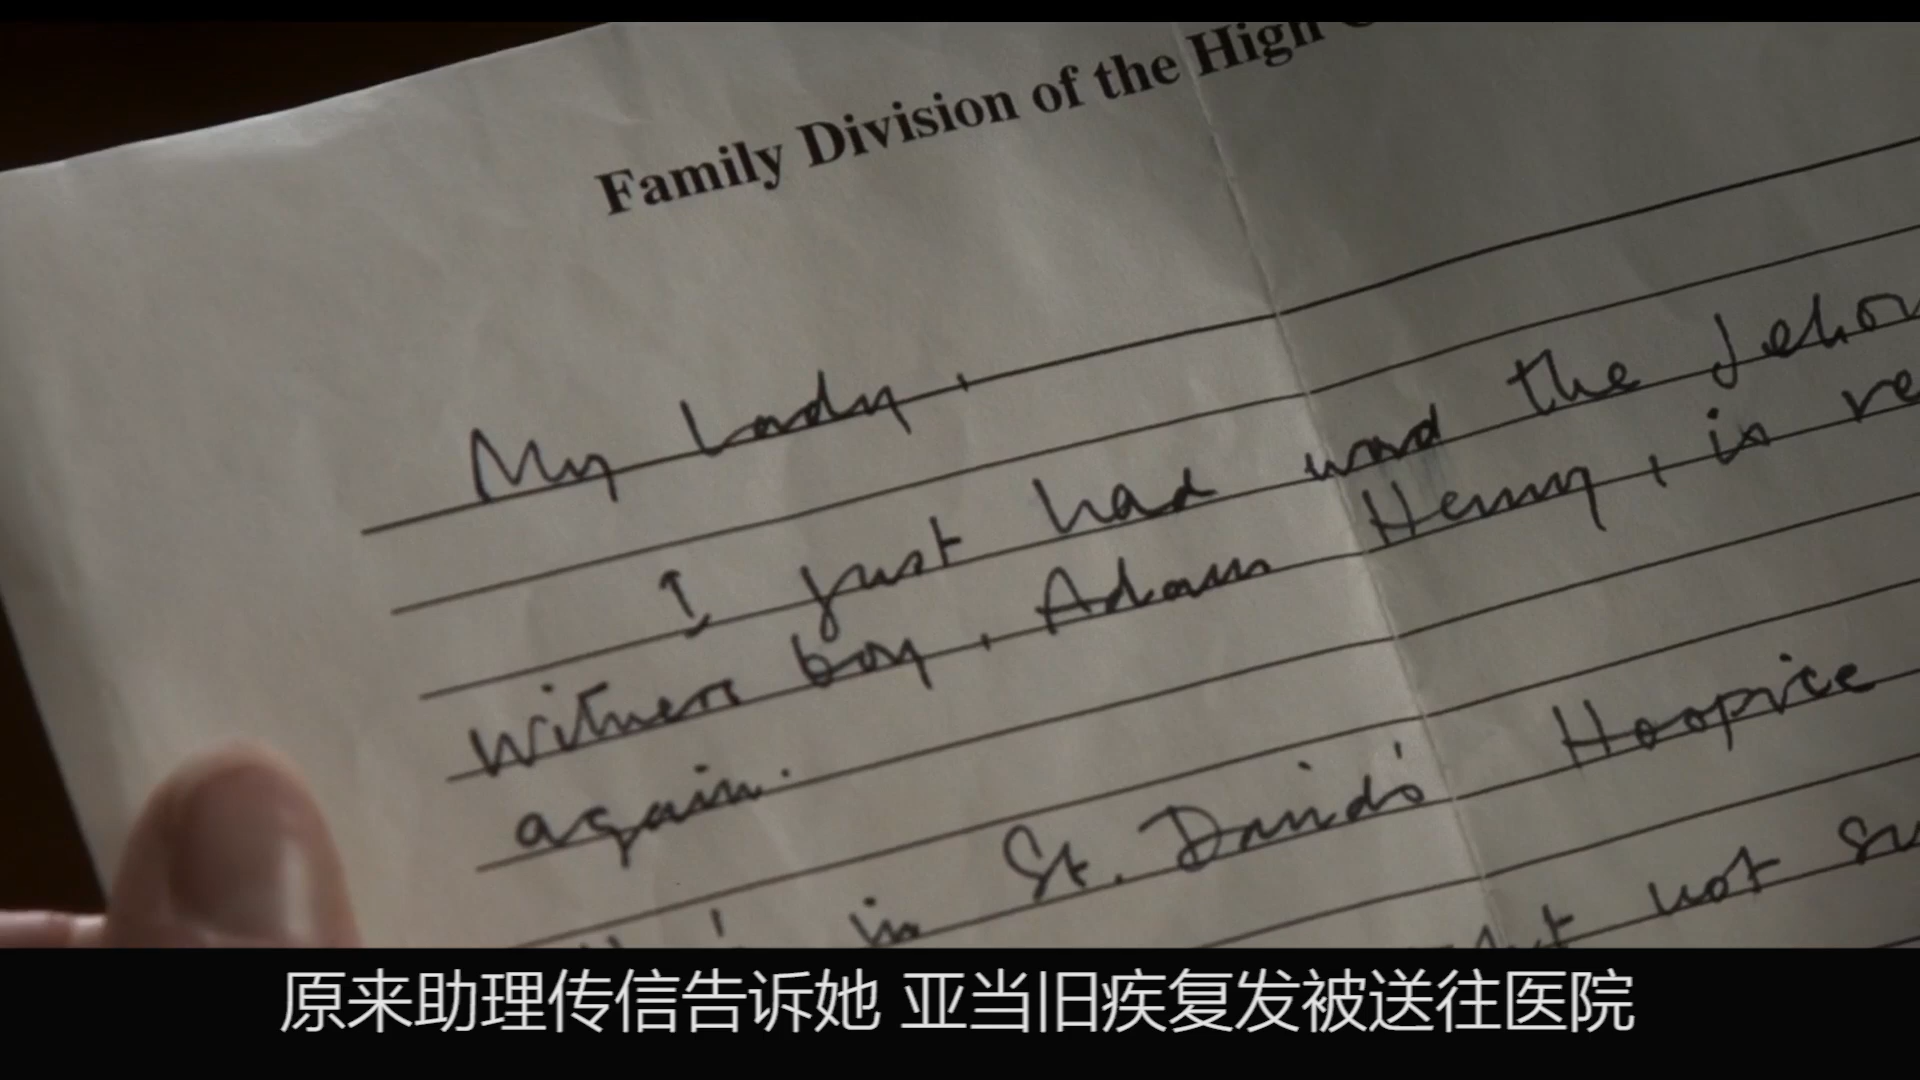 Family Division of the High
My Lady,
I just had word the Jehov
witness boy, Adam Henry, is re
again.
in St. David's Hospice
not su
原来助理传信告诉她 亚当旧疾复发被送往医院